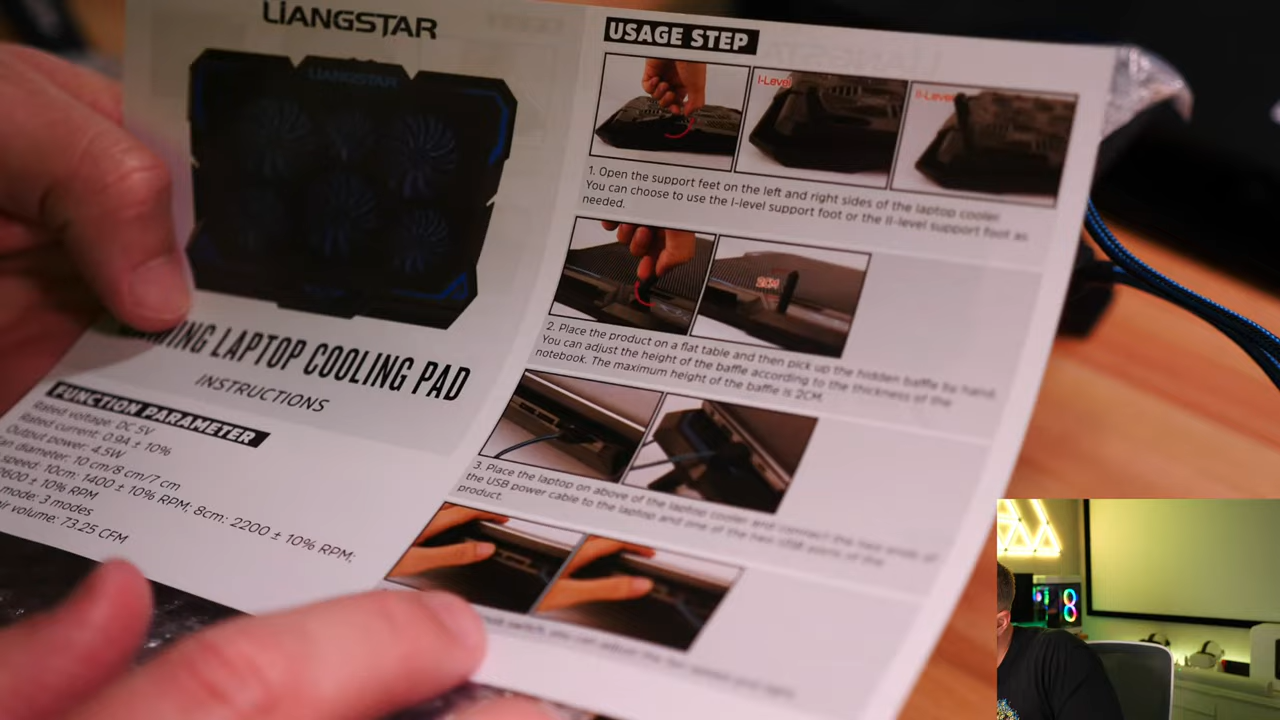 LIANGSTAR
LIANGSTAR
LAPTOP COOLING PAD
INSTRUCTIONS
FUNCTION PARAMETER
Rated voltage: DC 5V
Rated current: 0.9A ± 10%
Output power: 4.5W
diameter: 10 cm/8 cm/7 cm
speed: 10cm: 1400 ± 10% RPM; 8cm: 2200 ± 10% RPM;
2600 ± 10% RPM
mode: 3 modes
volume: 73.25 CFM
USAGE STEP
I-Level
II-Level
1. Open the support feet on the left and right sides of the laptop cooler
You can choose to use the I-level support foot or the II-level support foot as
needed.
2CM
2. Place the product on a flat table and then pick up the hidden baffle by hand.
You can adjust the height of the baffle according to the thickness of the
notebook. The maximum height of the baffle is 2CM.
3. Place the laptop on above of the laptop cooler and connect the two ends of
the USB power cable to the laptop and one of the two USB ports of the
product.
switch, you can adjust the fan speed